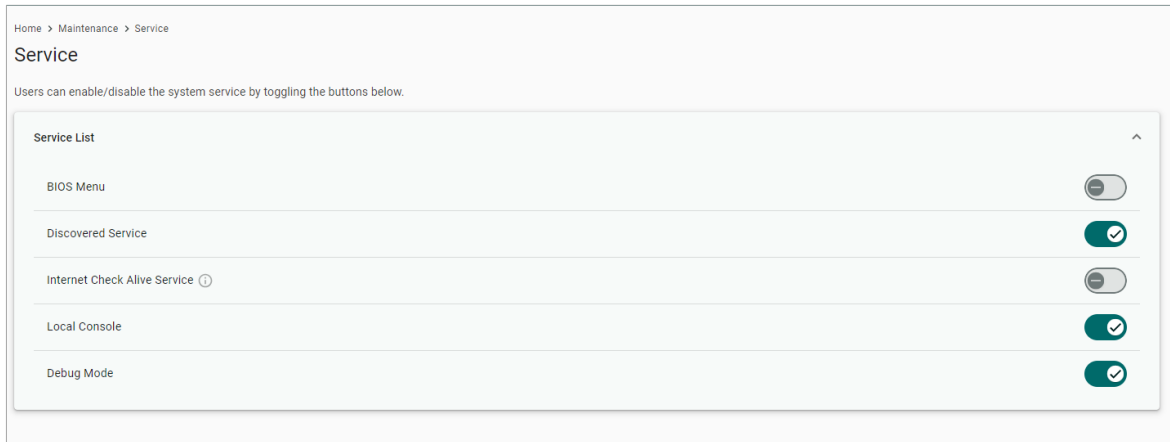 Home > Maintenance > Service
Service
Users can enable/disable the system service by toggling the buttons below.
Service List
BIOS Menu
Discovered Service
Internet Check Alive Service
Local Console
Debug Mode